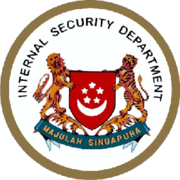 INTERNAL SECURITY DEPARTMENT
MAJULAH SINGAPURA